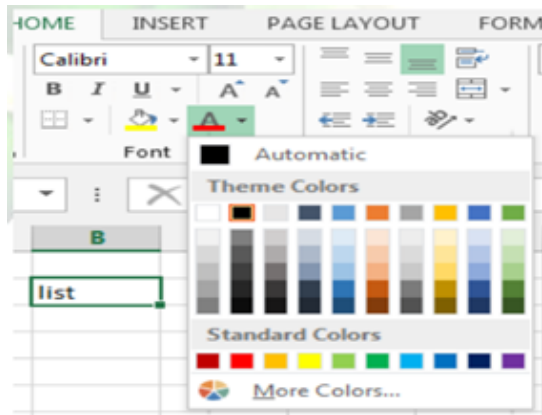 HOME INSERT PAGE LAYOUT FORM
Calibri 11
B I U A A
A
Font
Automatic
Theme Colors
B
list
Standard Colors
More Colors...